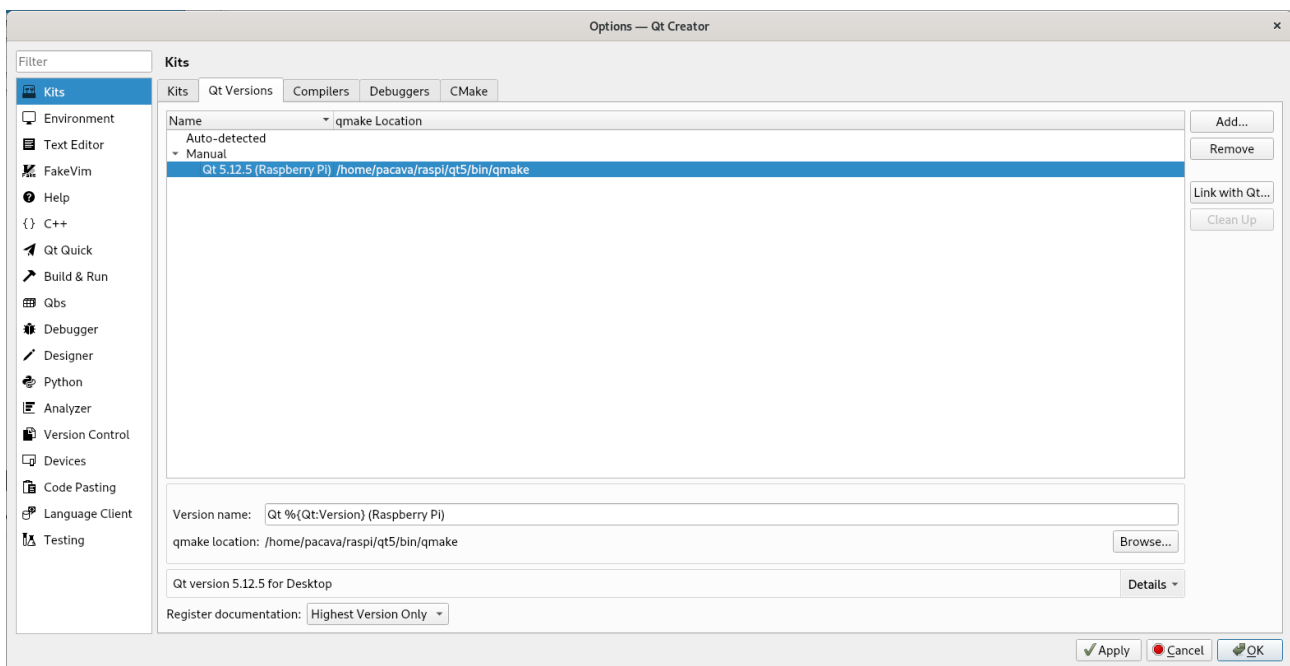 Options — Qt Creator
Filter
Kits
Environment
Text Editor
FakeVim
Help
C++
Qt Quick
Build & Run
Qbs
Debugger
Designer
Python
Analyzer
Version Control
Devices
Code Pasting
Language Client
Testing
Kits
Kits Qt Versions Compilers Debuggers CMake
Name qmake Location
Auto-detected
Manual
Qt 5.12.5 (Raspberry Pi) /home/pacava/raspi/qt5/bin/qmake
Add...
Remove
Link with Qt...
Clean Up
Version name: Qt %{Qt:Version} (Raspberry Pi)
qmake location: /home/pacava/raspi/qt5/bin/qmake Browse...
Qt version 5.12.5 for Desktop Details
Register documentation: Highest Version Only
Apply Cancel OK